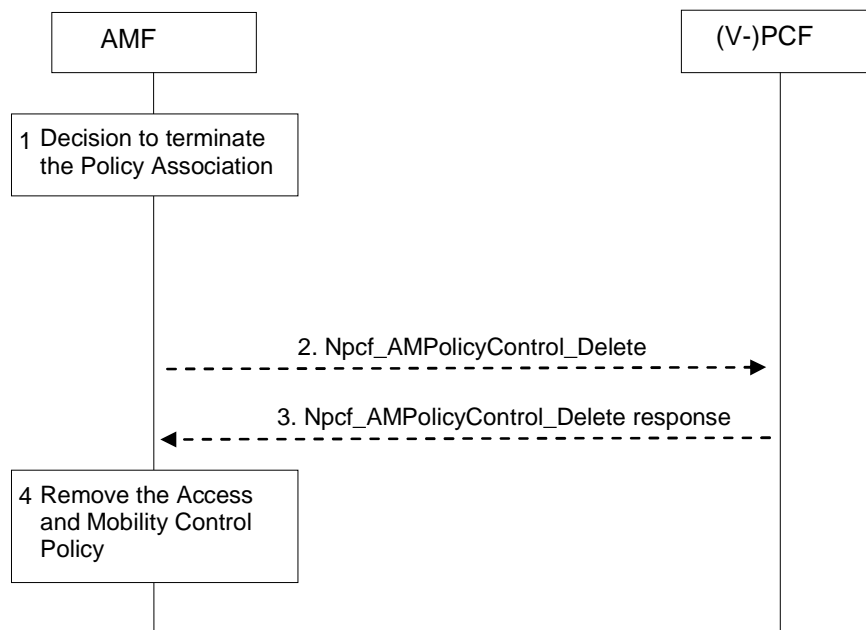 AMF
(V-)PCF
1 Decision to terminate
the Policy Association
2. Npcf_AMPolicyControl_Delete
3. Npcf_AMPolicyControl_Delete response
4 Remove the Access
and Mobility Control
Policy